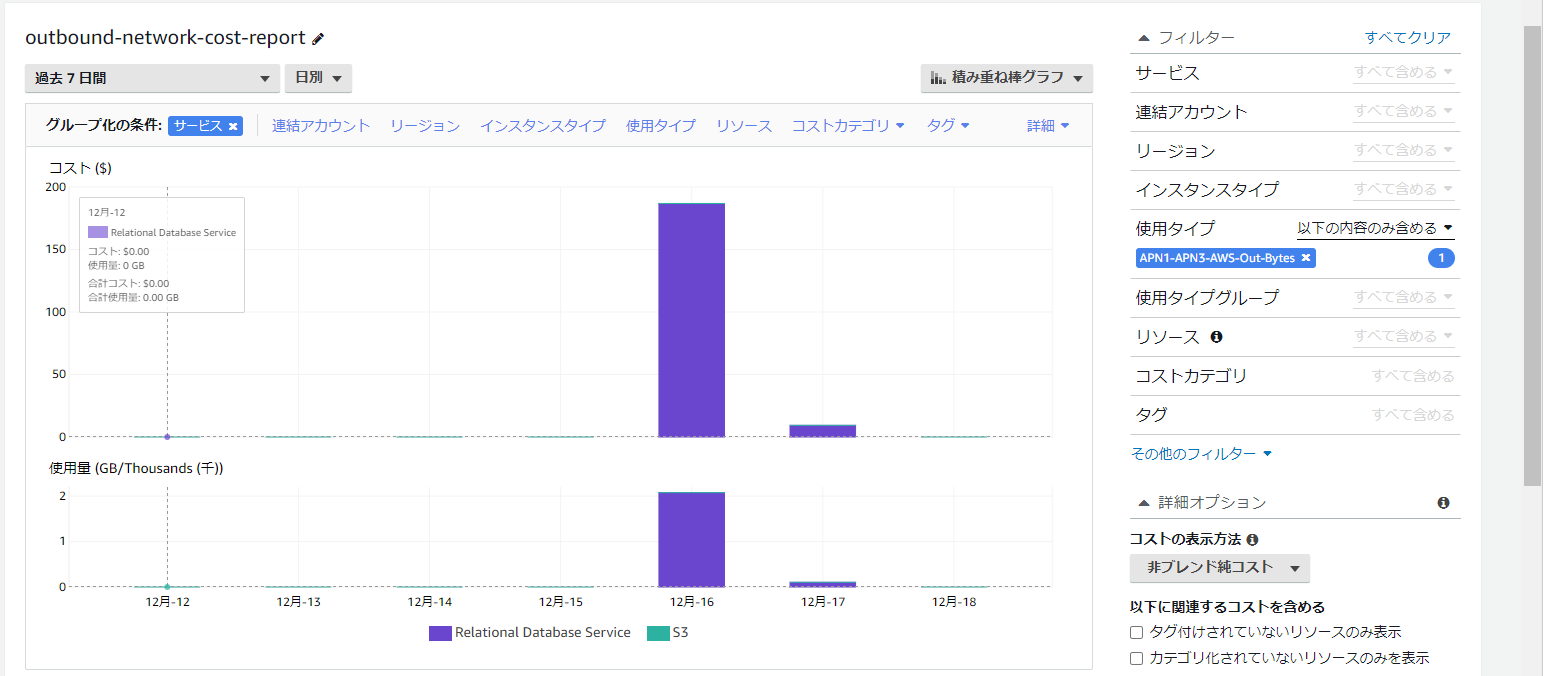 outbound-network-cost-report
過去 7 日間
日別
積み重ね棒グラフ
グループ化の条件: サービス × 連結アカウント リージョン インスタンスタイプ 使用タイプ リソース コストカテゴリ タグ 詳細
コスト ($)
200
150
100
50
0
12月-12
Relational Database Service
コスト: $0.00
使用量: 0 GB
合計コスト: $0.00
合計使用量: 0.00 GB
使用量 (GB/Thousands (千))
2
1
0
12月-12 12月-13 12月-14 12月-15 12月-16 12月-17 12月-18
Relational Database Service S3
フィルター すべてクリア
サービス すべて含める
連結アカウント すべて含める
リージョン すべて含める
インスタンスタイプ すべて含める
使用タイプ 以下の内容のみ含める
APN1-APN3-AWS-Out-Bytes × 1
使用タイプグループ すべて含める
リソース すべて含める
コストカテゴリ すべて含める
タグ すべて含める
その他のフィルター
詳細オプション
コストの表示方法
非ブレンド純コスト
以下に関連するコストを含める
タグ付けされていないリソースのみ表示
カテゴリ化されていないリソースのみを表示